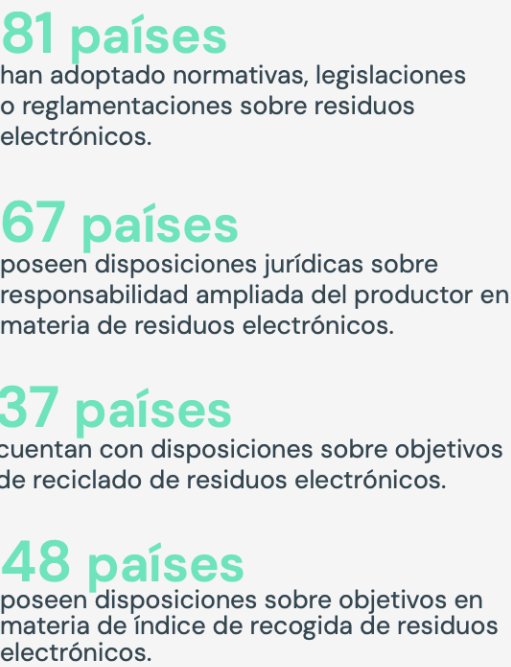 81 países
han adoptado normativas, legislaciones
o reglamentaciones sobre residuos
electrónicos.
67 países
poseen disposiciones jurídicas sobre
responsabilidad ampliada del productor en
materia de residuos electrónicos.
37 países
cuentan con disposiciones sobre objetivos
de reciclado de residuos electrónicos.
48 países
poseen disposiciones sobre objetivos en
materia de índice de recogida de residuos
electrónicos.